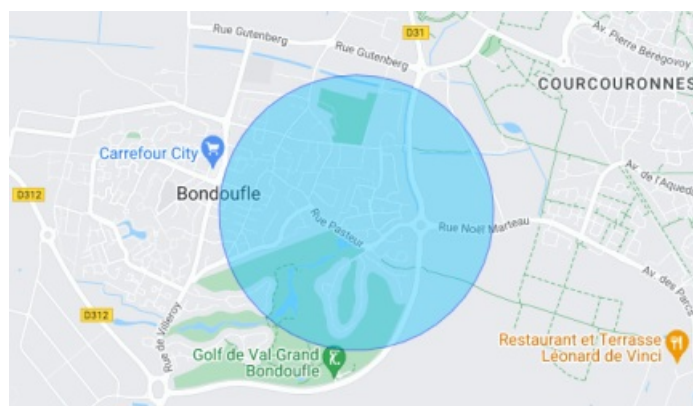 Rue Gutenberg
D31
Rue Gutenberg
Av. Pierre Bérégovoy
COURCOURONNES
Carrefour City
Av. de l'Aqued
D312
Bondoufle
Rue Pasteur
Rue Noël Marteau
Av. des Parcs
D312
Rue de Villeroy
Golf de Val Grand
Bondoufle
Restaurant et Terrasse
Léonard de Vinci